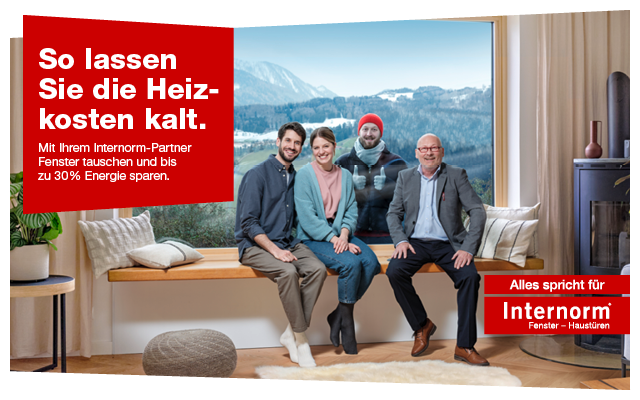 So lassen
Sie die Heiz-
kosten kalt.
Mit Ihrem Internorm-Partner
Fenster tauschen und bis
zu 30% Energie sparen.
Alles spricht für
Internorm®
Fenster – Haustüren